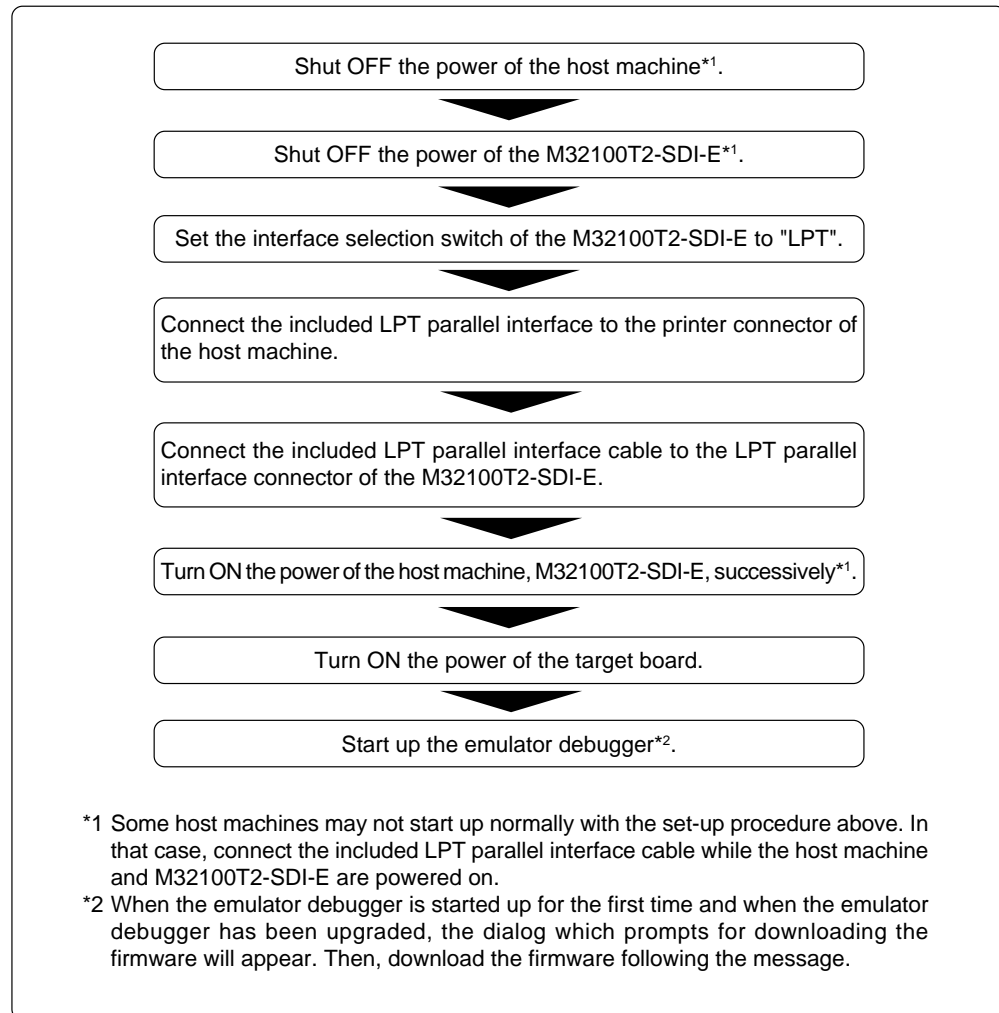 Shut OFF the power of the host machine*1.
Shut OFF the power of the M32100T2-SDI-E*1.
Set the interface selection switch of the M32100T2-SDI-E to "LPT".
Connect the included LPT parallel interface to the printer connector of
the host machine.
Connect the included LPT parallel interface cable to the LPT parallel
interface connector of the M32100T2-SDI-E.
Turn ON the power of the host machine, M32100T2-SDI-E, successively*1.
Turn ON the power of the target board.
Start up the emulator debugger*2.
*1 Some host machines may not start up normally with the set-up procedure above. In
that case, connect the included LPT parallel interface cable while the host machine
and M32100T2-SDI-E are powered on.
*2 When the emulator debugger is started up for the first time and when the emulator
debugger has been upgraded, the dialog which prompts for downloading the
firmware will appear. Then, download the firmware following the message.